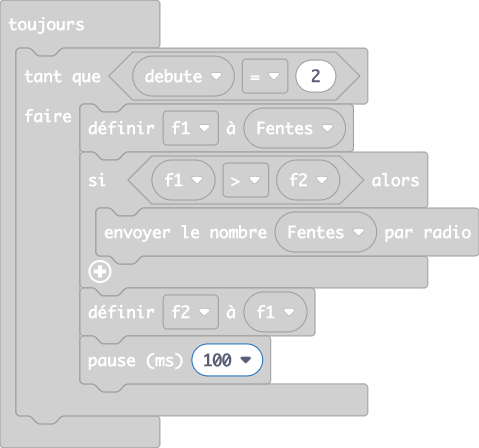 toujours
tant que debute = 2
faire
définir f1 à Fentes
si f1 > f2 alors
envoyer le nombre Fentes par radio
définir f2 à f1
pause (ms) 100